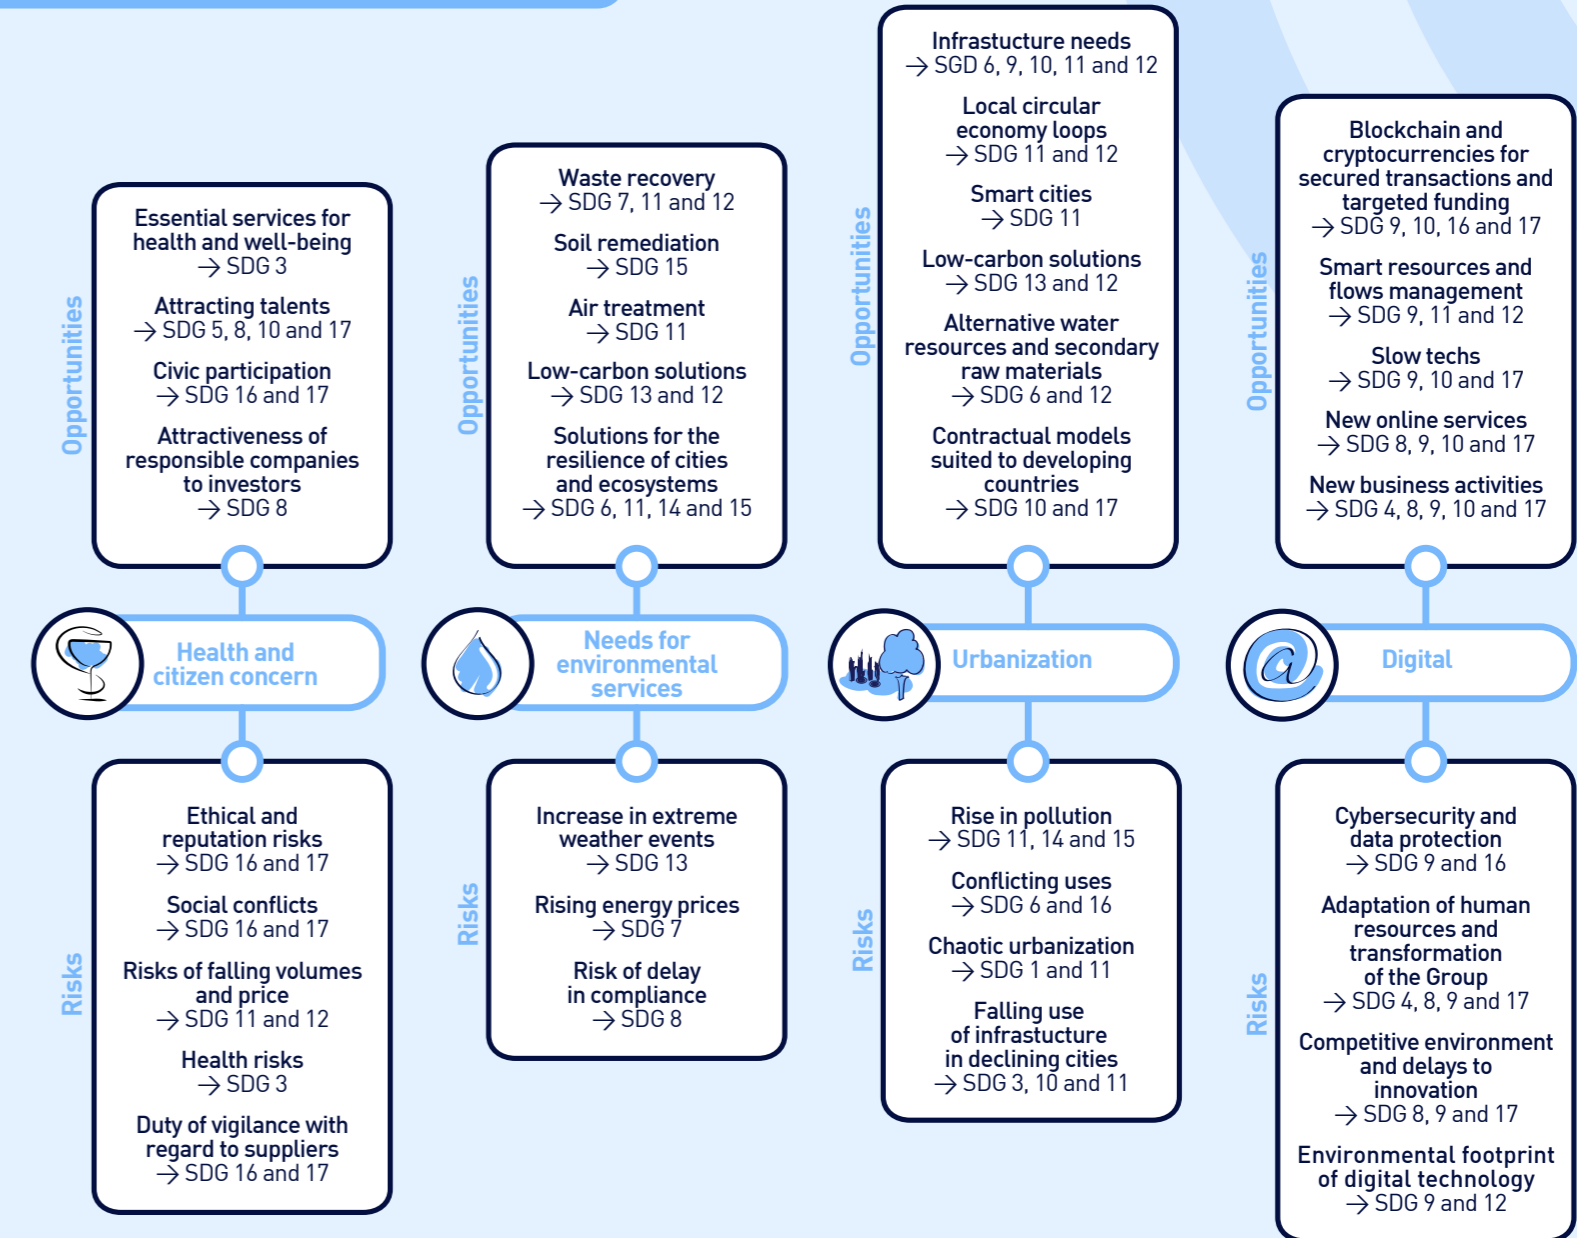 Opportunities
Essential services for
health and well-being
→ SDG 3
Attracting talents
→ SDG 5, 8, 10 and 17
Civic participation
→ SDG 16 and 17
Attractiveness of
responsible companies
to investors
→ SDG 8
Health and
citizen concern
Risks
Ethical and
reputation risks
→ SDG 16 and 17
Social conflicts
→ SDG 16 and 17
Risks of falling volumes
and price
→ SDG 11 and 12
Health risks
→ SDG 3
Duty of vigilance with
regard to suppliers
→ SDG 16 and 17
Opportunities
Waste recovery
→ SDG 7, 11 and 12
Soil remediation
→ SDG 15
Air treatment
→ SDG 11
Low-carbon solutions
→ SDG 13 and 12
Solutions for the
resilience of cities
and ecosystems
→ SDG 6, 11, 14 and 15
Needs for
environmental
services
Risks
Increase in extreme
weather events
→ SDG 13
Rising energy prices
→ SDG 7
Risk of delay
in compliance
→ SDG 8
Opportunities
Infrastucture needs
→ SGD 6, 9, 10, 11 and 12
Local circular
economy loops
→ SDG 11 and 12
Smart cities
→ SDG 11
Low-carbon solutions
→ SDG 13 and 12
Alternative water
resources and secondary
raw materials
→ SDG 6 and 12
Contractual models
suited to developing
countries
→ SDG 10 and 17
Urbanization
Risks
Rise in pollution
→ SDG 11, 14 and 15
Conflicting uses
→ SDG 6 and 16
Chaotic urbanization
→ SDG 1 and 11
Falling use
of infrastucture
in declining cities
→ SDG 3, 10 and 11
Opportunities
Blockchain and
cryptocurrencies for
secured transactions and
targeted funding
→ SDG 9, 10, 16 and 17
Smart resources and
flows management
→ SDG 9, 11 and 12
Slow techs
→ SDG 9, 10 and 17
New online services
→ SDG 8, 9, 10 and 17
New business activities
→ SDG 4, 8, 9, 10 and 17
@
Digital
Risks
Cybersecurity and
data protection
→ SDG 9 and 16
Adaptation of human
resources and
transformation
of the Group
→ SDG 4, 8, 9 and 17
Competitive environment
and delays to
innovation
→ SDG 8, 9 and 17
Environmental footprint
of digital technology
→ SDG 9 and 12